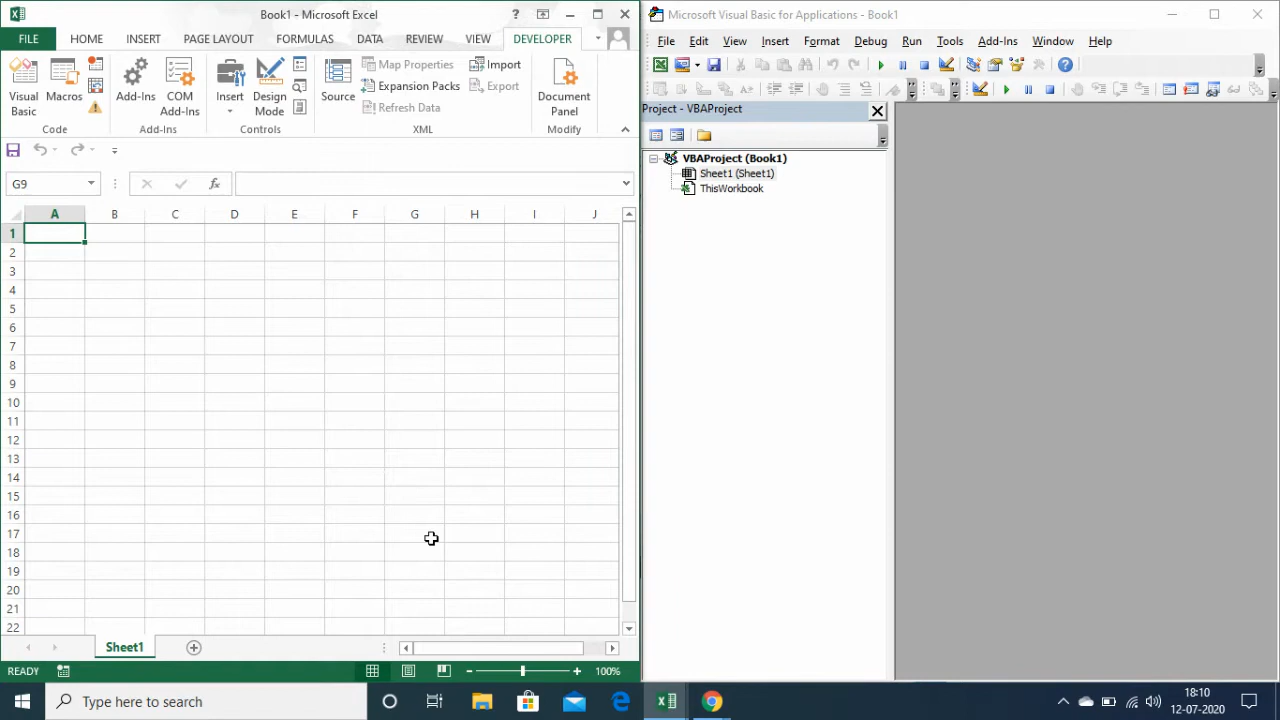 Book1 - Microsoft Excel
?
FILE HOME INSERT PAGE LAYOUT FORMULAS DATA REVIEW VIEW DEVELOPER
Visual Basic
Macros
Code
Add-Ins
COM Add-Ins
Add-Ins
Insert
Design Mode
Controls
Source
Map Properties
Expansion Packs
Refresh Data
Import
Export
XML
Document Panel
Modify
G9
fx
A B C D E F G H I J
1
2
3
4
5
6
7
8
9
10
11
12
13
14
15
16
17
18
19
20
21
22
Sheet1
READY
100%
Microsoft Visual Basic for Applications - Book1
File Edit View Insert Format Debug Run Tools Add-Ins Window Help
Project - VBAProject
VBAProject (Book1)
Sheet1 (Sheet1)
ThisWorkbook
Type here to search
18:10
12-07-2020